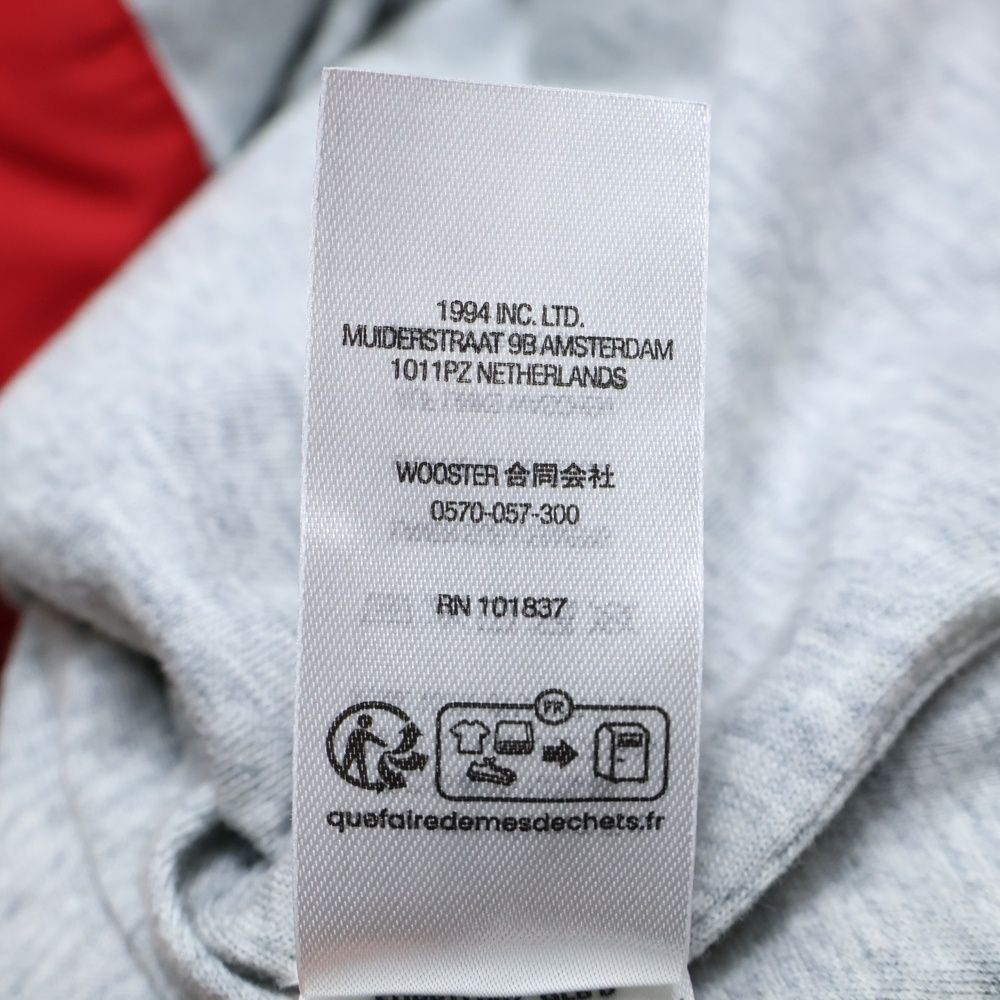 1994 INC. LTD.
MUIDERSTRAAT 9B AMSTERDAM
1011PZ NETHERLANDS
WOOSTER 合同会社
0570-057-300
RN 101837
FR
quefairedemesdechets.fr